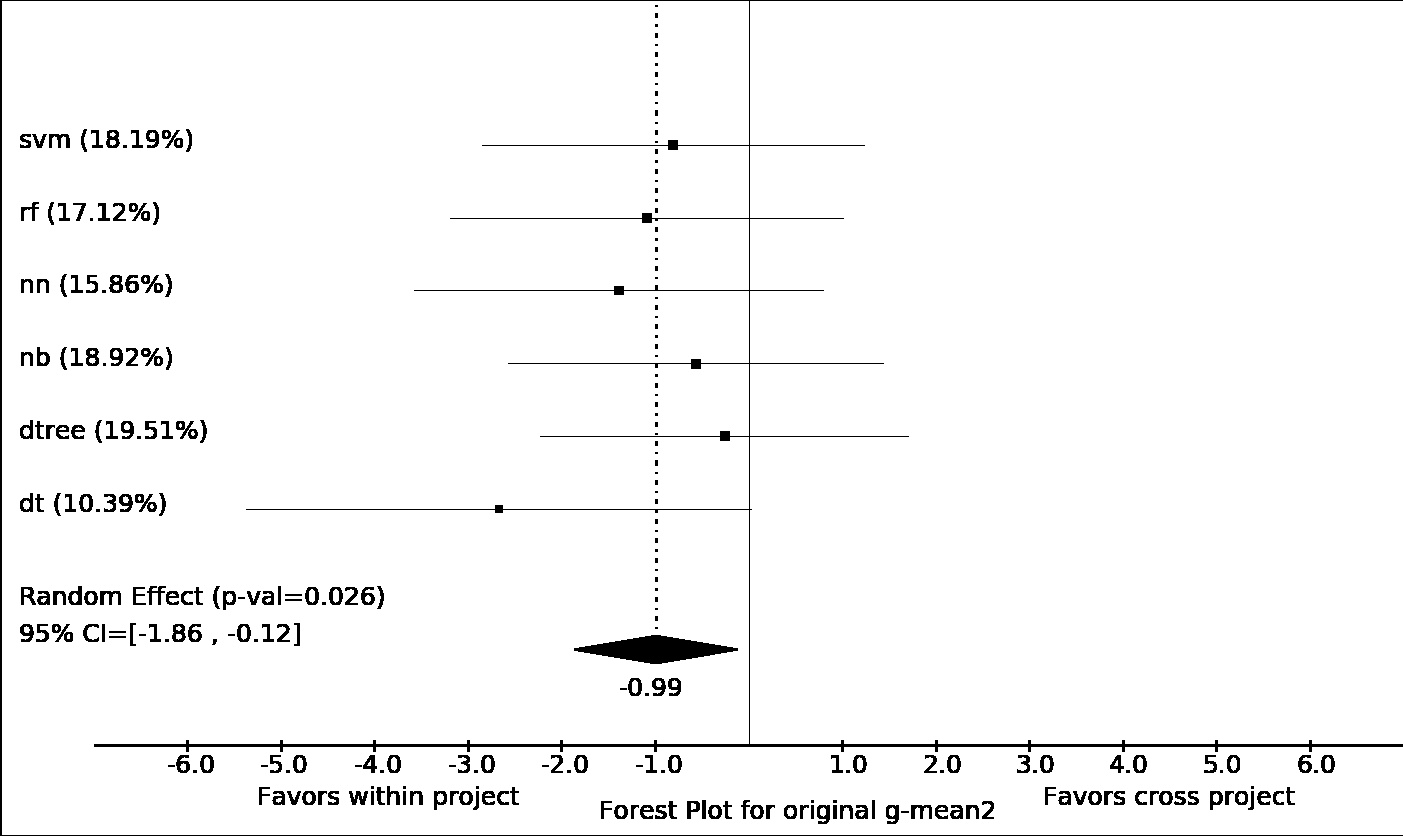 svm (18.19%)
rf (17.12%)
nn (15.86%)
nb (18.92%)
dtree (19.51%)
dt (10.39%)
Random Effect (p-val=0.026)
95% CI=[-1.86 , -0.12]
-0.99
-6.0 -5.0 -4.0 -3.0 -2.0 -1.0 1.0 2.0 3.0 4.0 5.0 6.0
Favors within project Favors cross project
Forest Plot for original g-mean2